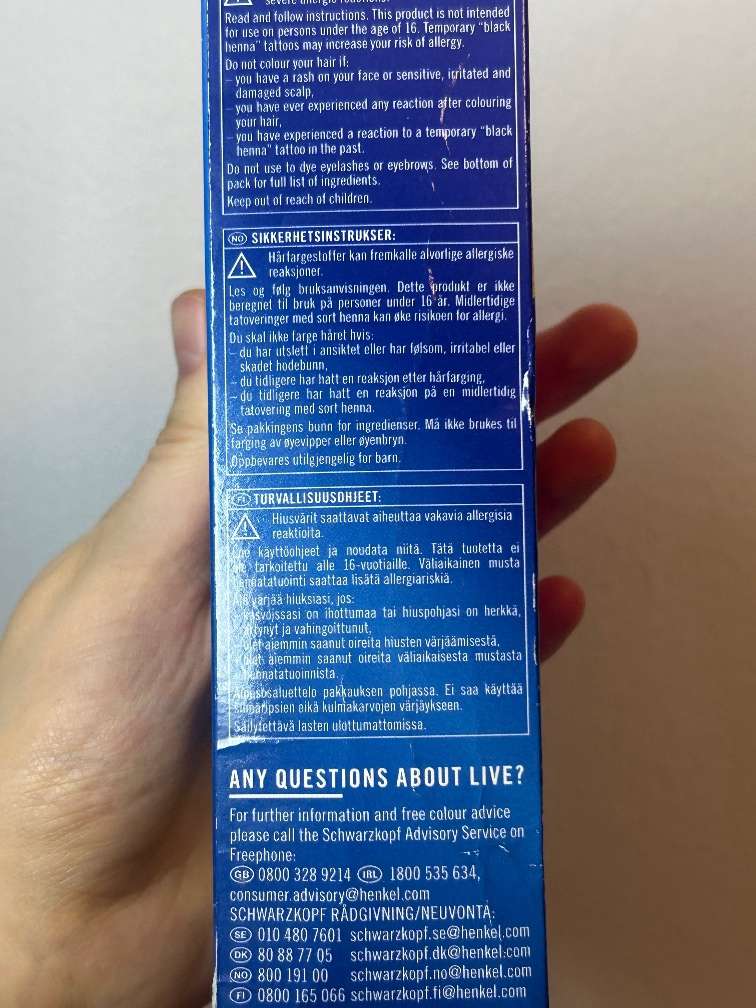 severe allergic reactions.
Read and follow instructions. This product is not intended
for use on persons under the age of 16. Temporary "black
henna" tattoos may increase your risk of allergy.
Do not colour your hair if:
– you have a rash on your face or sensitive, irritated and
damaged scalp,
– you have ever experienced any reaction after colouring
your hair,
– you have experienced a reaction to a temporary "black
henna" tattoo in the past.
Do not use to dye eyelashes or eyebrows. See bottom of
pack for full list of ingredients.
Keep out of reach of children.
NO SIKKERHETSINSTRUKSER:
Hårfargestoffer kan fremkalle alvorlige allergiske
reaksjoner.
Les og følg bruksanvisningen. Dette produkt er ikke
beregnet til bruk på personer under 16 år. Midlertidige
tatoveringer med sort henna kan øke risikoen for allergi.
Du skal ikke farge håret hvis:
– du har utslett i ansiktet eller har følsom, irritabel eller
skadet hodebunn,
– du tidligere har hatt en reaksjon etter hårfarging,
– du tidligere har hatt en reaksjon på en midlertidig
tatovering med sort henna.
Se pakkingens bunn for ingredienser. Må ikke brukes til
farging av øyevipper eller øyenbryn.
Oppbevares utilgjengelig for barn.
FI TURVALLISUUSOHJEET:
Hiusvärit saattavat aiheuttaa vakavia allergisia
reaktioita.
käyttöohjeet ja noudata niitä. Tätä tuotetta ei
tarkoitettu alle 16-vuotiaille. Väliaikainen musta
hennatatuointi saattaa lisätä allergiariskiä.
värjää hiuksiasi, jos:
kasvoissasi on ihottumaa tai hiuspohjasi on herkkä,
ja vahingoittunut,
olet aiemmin saanut oireita hiusten värjäämisestä,
olet aiemmin saanut oireita väliaikaisesta mustasta
hennatatuoinnista.
Ainesosaluettelo pakkauksen pohjassa. Ei saa käyttää
silmäripsien eikä kulmakarvojen värjäykseen.
Säilytettävä lasten ulottumattomissa.
ANY QUESTIONS ABOUT LIVE?
For further information and free colour advice
please call the Schwarzkopf Advisory Service on
Freephone:
GB 0800 328 9214 IRL 1800 535 634,
consumer.advisory@henkel.com
SCHWARZKOPF RÅDGIVNING/NEUVONTA:
SE 010 480 7601 schwarzkopf.se@henkel.com
DK 80 88 77 05 schwarzkopf.dk@henkel.com
NO 800 191 00 schwarzkopf.no@henkel.com
FI 0800 165 066 schwarzkopf.fi@henkel.com